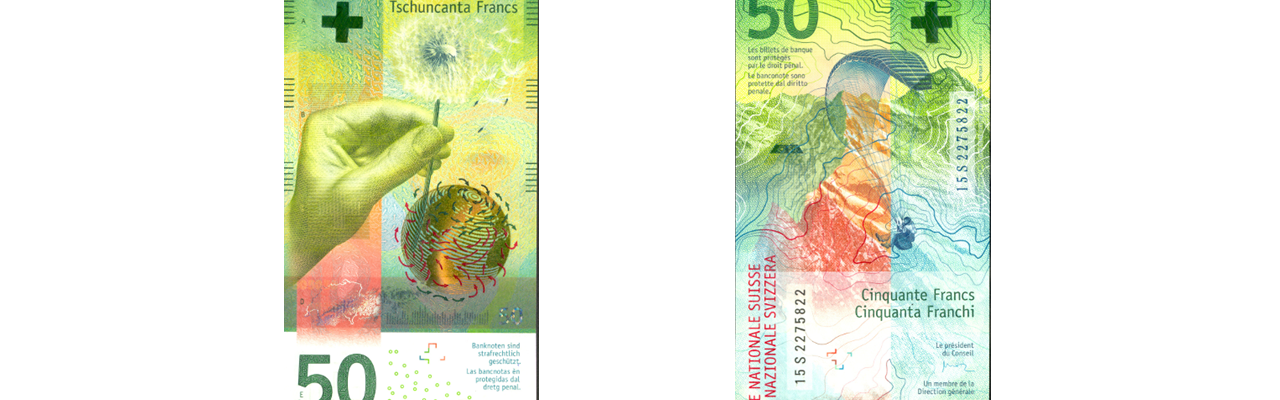 Tschuncanta Francs
A
B
D
50
Banknoten sind
strafrechtlich
geschützt.
Las bancnotas èn
protegidas dal
dretg penal.
50
E
50
Les billets de banque
sont protégés
par le droit pénal.
Le banconote sono
protette dal diritto
penale.
15S2275822
E NATIONALE SUISSE
NAZIONALE SVIZZERA
15S2275822
Cinquante Francs
Cinquanta Franchi
Le président
du Conseil
Un membre de la
Direction générale